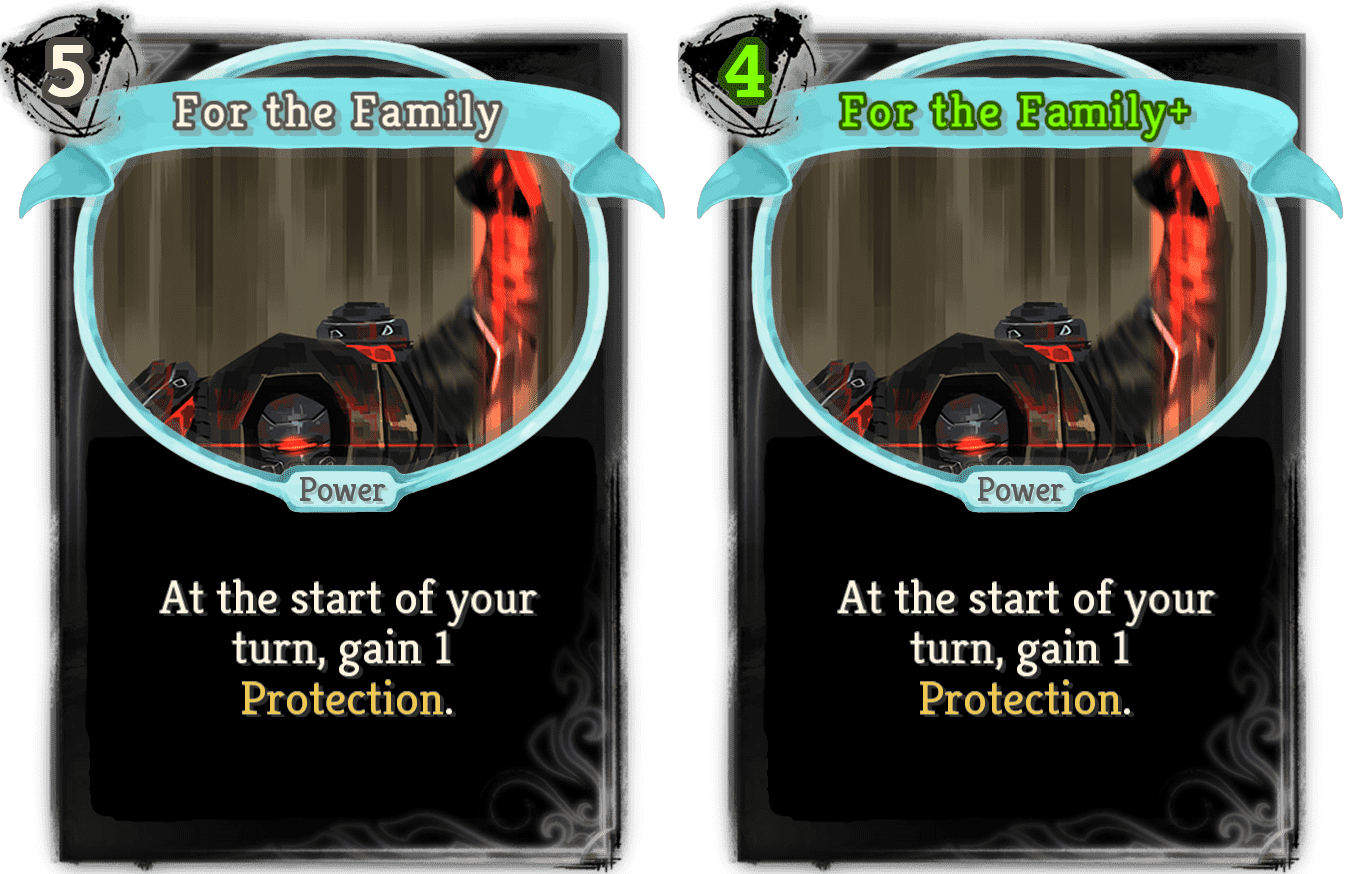 5
For the Family
Power
At the start of your
turn, gain 1
Protection.
4
For the Family+
Power
At the start of your
turn, gain 1
Protection.